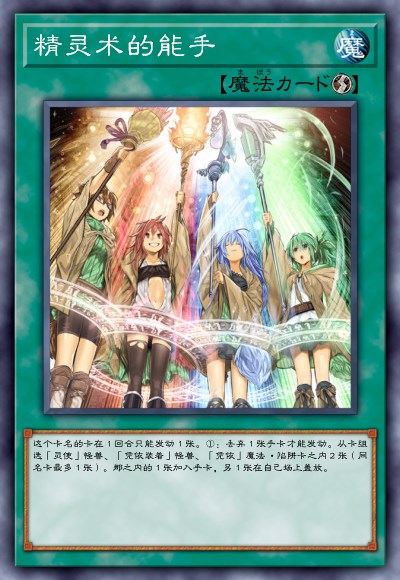 精灵术的能手
魔
【魔法カード】
まほう
这个卡名的卡在1回合只能发动1张。①：丢弃1张手卡才能发动。从卡组
选「灵使」怪兽、「凭依装着」怪兽、「凭依」魔法·陷阱卡之内2张（同
名卡最多1张）。那之内的1张加入手卡，另1张在自己场上盖放。